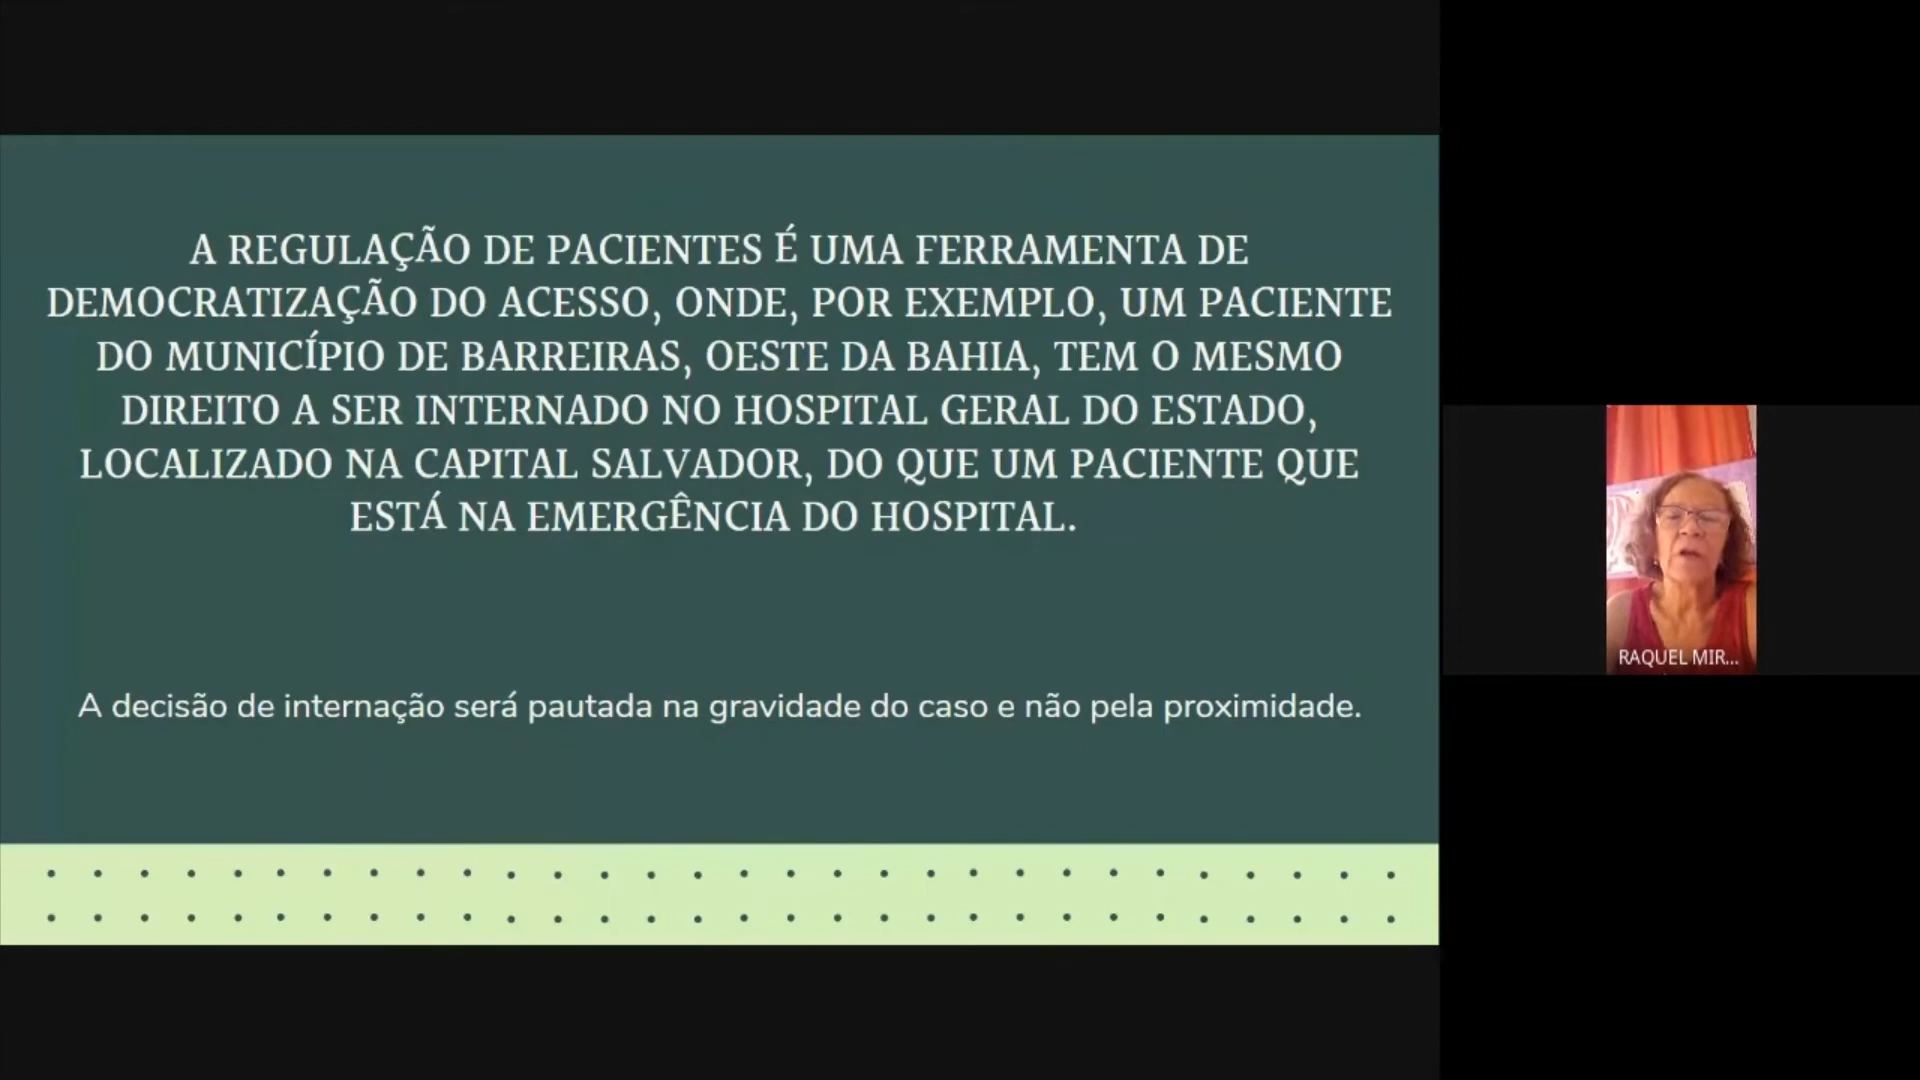 A REGULAÇÃO DE PACIENTES É UMA FERRAMENTA DE
DEMOCRATIZAÇÃO DO ACESSO, ONDE, POR EXEMPLO, UM PACIENTE
DO MUNICÍPIO DE BARREIRAS, OESTE DA BAHIA, TEM O MESMO
DIREITO A SER INTERNADO NO HOSPITAL GERAL DO ESTADO,
LOCALIZADO NA CAPITAL SALVADOR, DO QUE UM PACIENTE QUE
ESTÁ NA EMERGÊNCIA DO HOSPITAL.
A decisão de internação será pautada na gravidade do caso e não pela proximidade.
RAQUEL MIR...